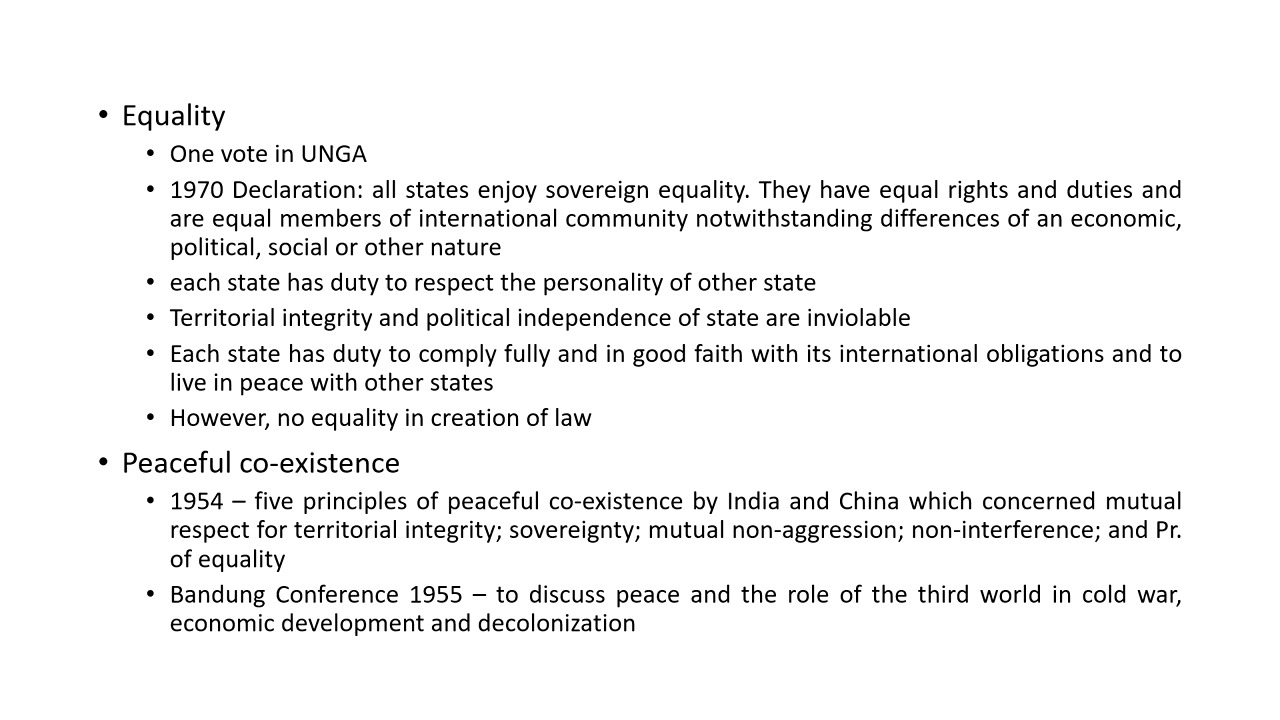 • Equality
• One vote in UNGA
• 1970 Declaration: all states enjoy sovereign equality. They have equal rights and duties and
are equal members of international community notwithstanding differences of an economic,
political, social or other nature
• each state has duty to respect the personality of other state
• Territorial integrity and political independence of state are inviolable
• Each state has duty to comply fully and in good faith with its international obligations and to
live in peace with other states
• However, no equality in creation of law
• Peaceful co-existence
• 1954 – five principles of peaceful co-existence by India and China which concerned mutual
respect for territorial integrity; sovereignty; mutual non-aggression; non-interference; and Pr.
of equality
• Bandung Conference 1955 – to discuss peace and the role of the third world in cold war,
economic development and decolonization